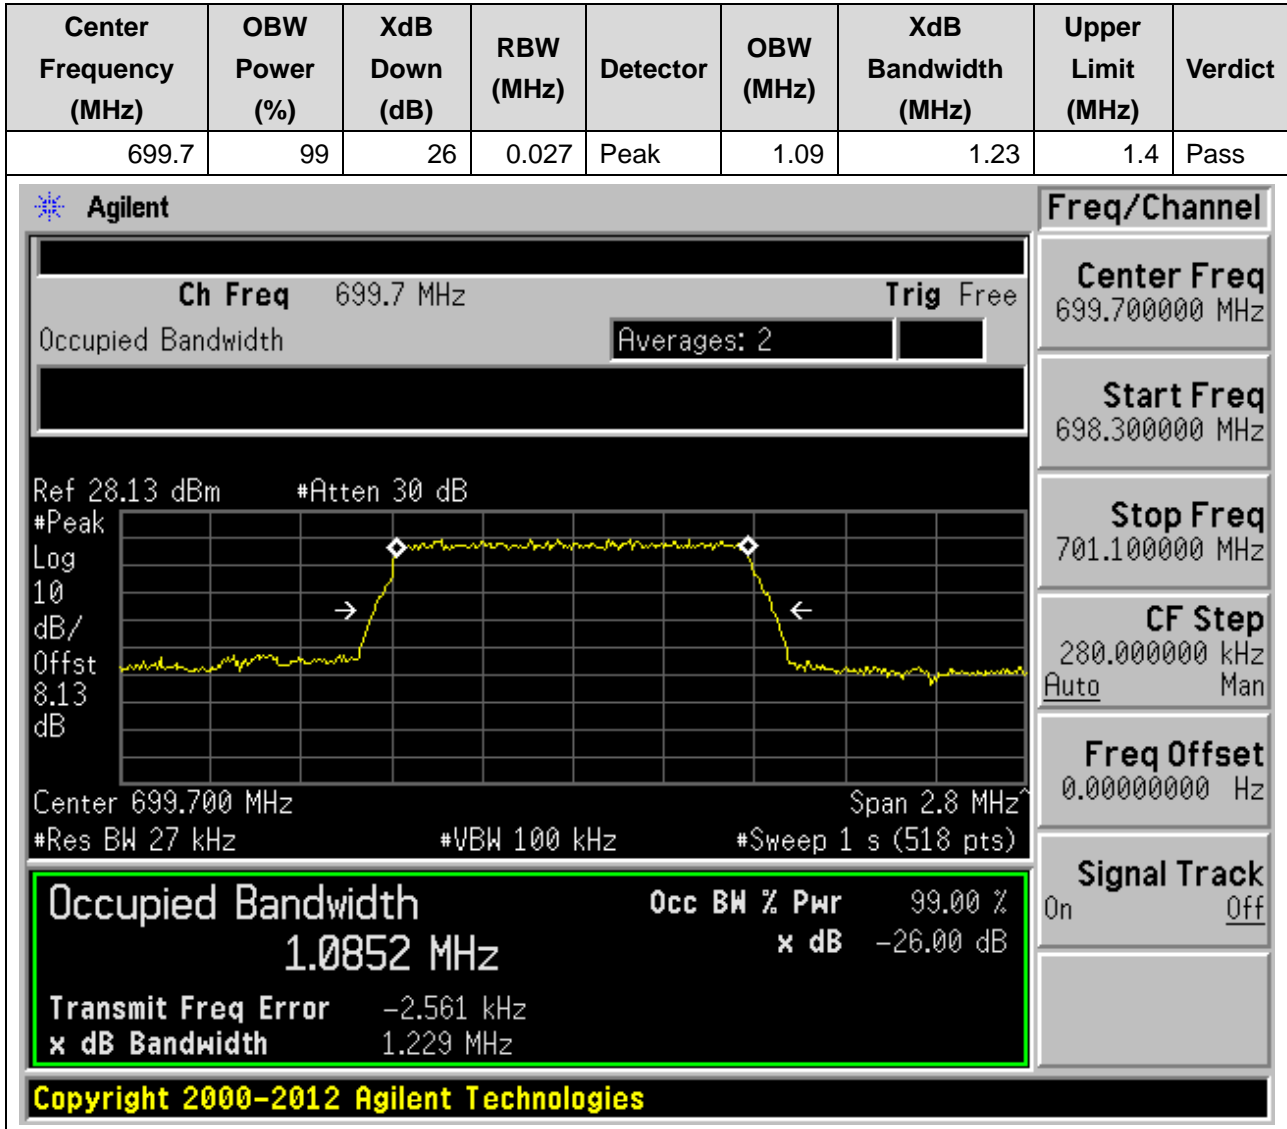 Center Frequency (MHz) OBW Power (%) XdB Down (dB) RBW (MHz) Detector OBW (MHz) XdB Bandwidth (MHz) Upper Limit (MHz) Verdict
699.7 99 26 0.027 Peak 1.09 1.23 1.4 Pass
Agilent
Freq/Channel
Ch Freq 699.7 MHz Trig Free
Occupied Bandwidth Averages: 2
Center Freq
699.700000 MHz
Start Freq
698.300000 MHz
Stop Freq
701.100000 MHz
CF Step
280.000000 kHz
Auto Man
Freq Offset
0.00000000 Hz
Signal Track
On Off
Ref 28.13 dBm #Atten 30 dB
#Peak
Log
10
dB/
Offst
8.13
dB
Center 699.700 MHz Span 2.8 MHz^
#Res BW 27 kHz #VBW 100 kHz #Sweep 1 s (518 pts)
Occupied Bandwidth
1.0852 MHz
Occ BW % Pwr 99.00 %
x dB -26.00 dB
Transmit Freq Error -2.561 kHz
x dB Bandwidth 1.229 MHz
Copyright 2000-2012 Agilent Technologies